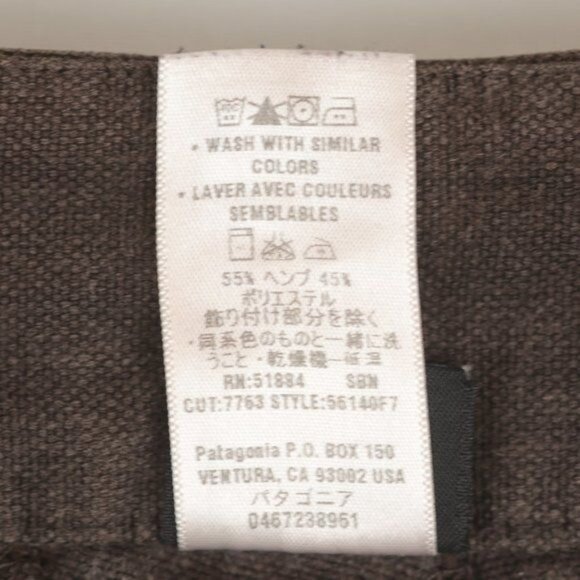 • WASH WITH SIMILAR
COLORS
• LAVER AVEC COULEURS
SEMBLABLES
55% ヘンプ 45%
ポリエステル
飾り付け部分を除く
・同系色のものと一緒に洗
うこと・乾燥機一低温
RN:51884 SBN
CUT:7763 STYLE:56140F7
Patagonia P.O. BOX 150
VENTURA, CA 93002 USA
パタゴニア
0467238961